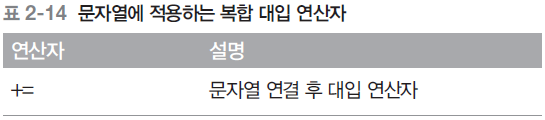 표 2-14 문자열에 적용하는 복합 대입 연산자
연산자 설명
+= 문자열 연결 후 대입 연산자